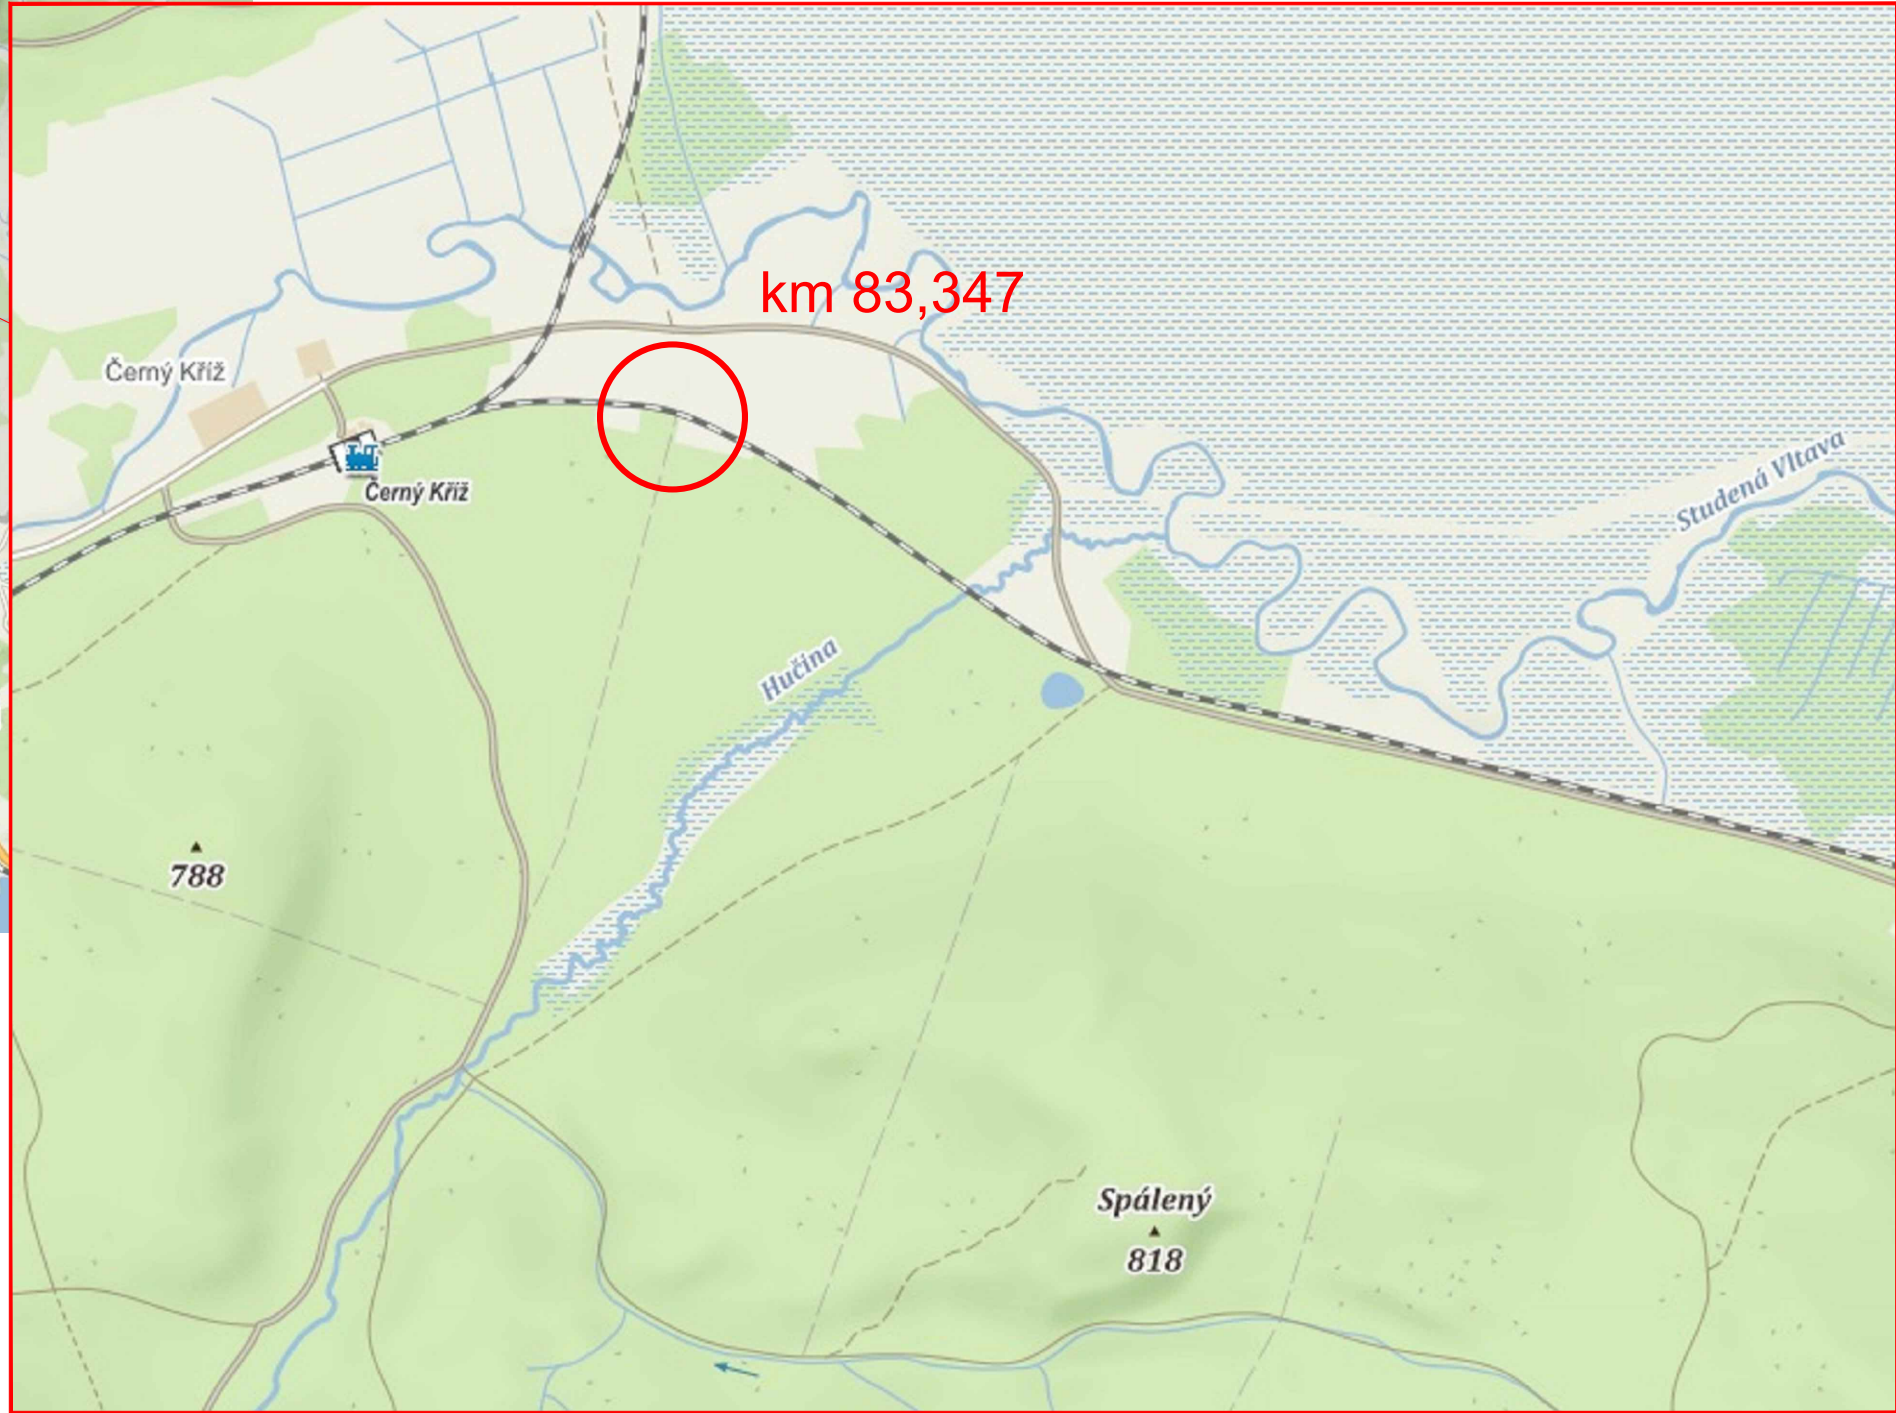 km 83,347
Černý Kříž
Černý Kříž
Studená Vltava
Hučina
788
Spálený
818